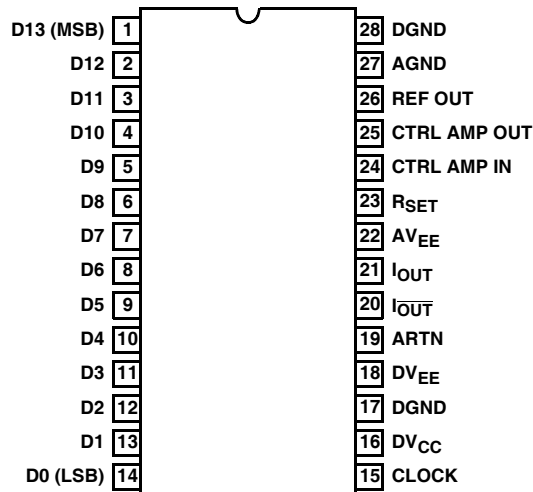 D13 (MSB) 1 28 DGND
D12 2 27 AGND
D11 3 26 REF OUT
D10 4 25 CTRL AMP OUT
D9 5 24 CTRL AMP IN
D8 6 23 RSET
D7 7 22 AVEE
D6 8 21 IOUT
D5 9 20 I̅O̅U̅T̅
D4 10 19 ARTN
D3 11 18 DVEE
D2 12 17 DGND
D1 13 16 DVCC
D0 (LSB) 14 15 CLOCK